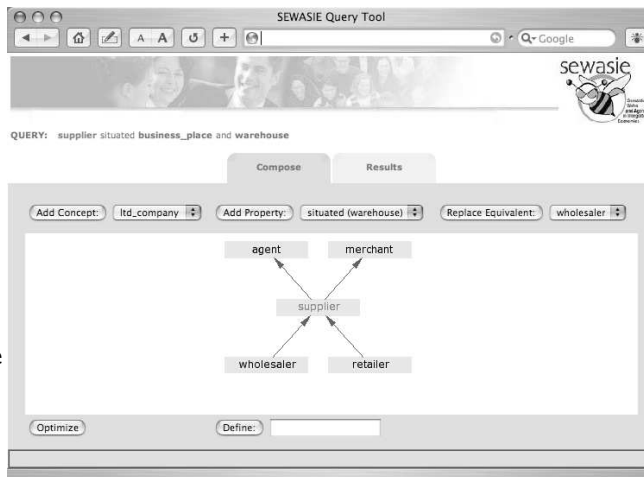 SEWASIE Query Tool
A A
Google
sewasie
QUERY: supplier situated business_place and warehouse
Compose Results
Add Concept: ltd_company Add Property: situated (warehouse) Replace Equivalent: wholesaler
agent merchant
supplier
wholesaler retailer
e
Optimize Define: